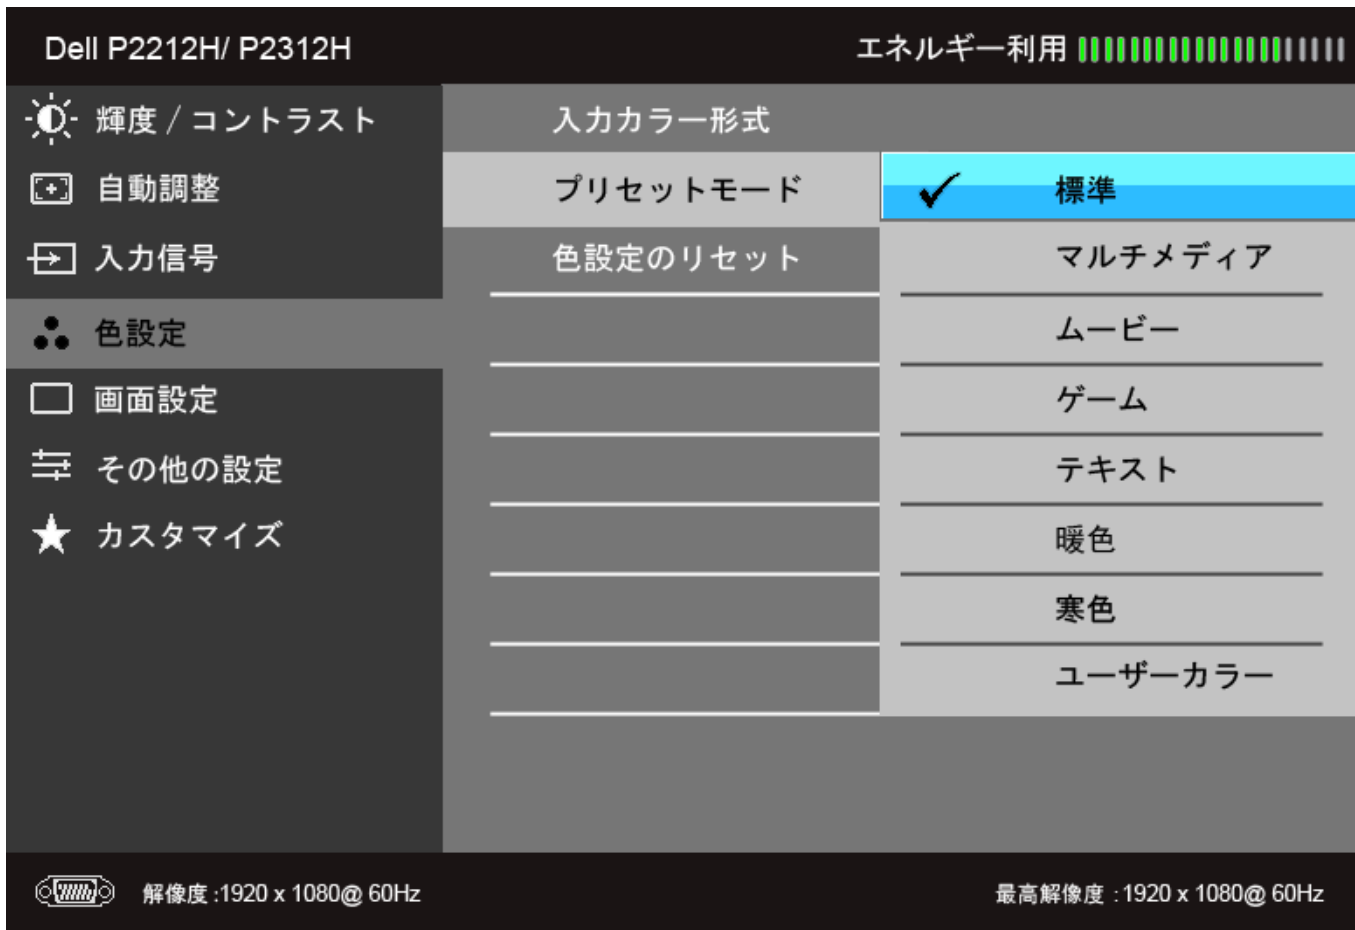 Dell P2212H/ P2312H
エネルギー利用
輝度 / コントラスト
自動調整
入力信号
色設定
画面設定
その他の設定
カスタマイズ
入力カラー形式
プリセットモード
色設定のリセット
標準
マルチメディア
ムービー
ゲーム
テキスト
暖色
寒色
ユーザーカラー
解像度 :1920 x 1080@ 60Hz
最高解像度 : 1920 x 1080@ 60Hz